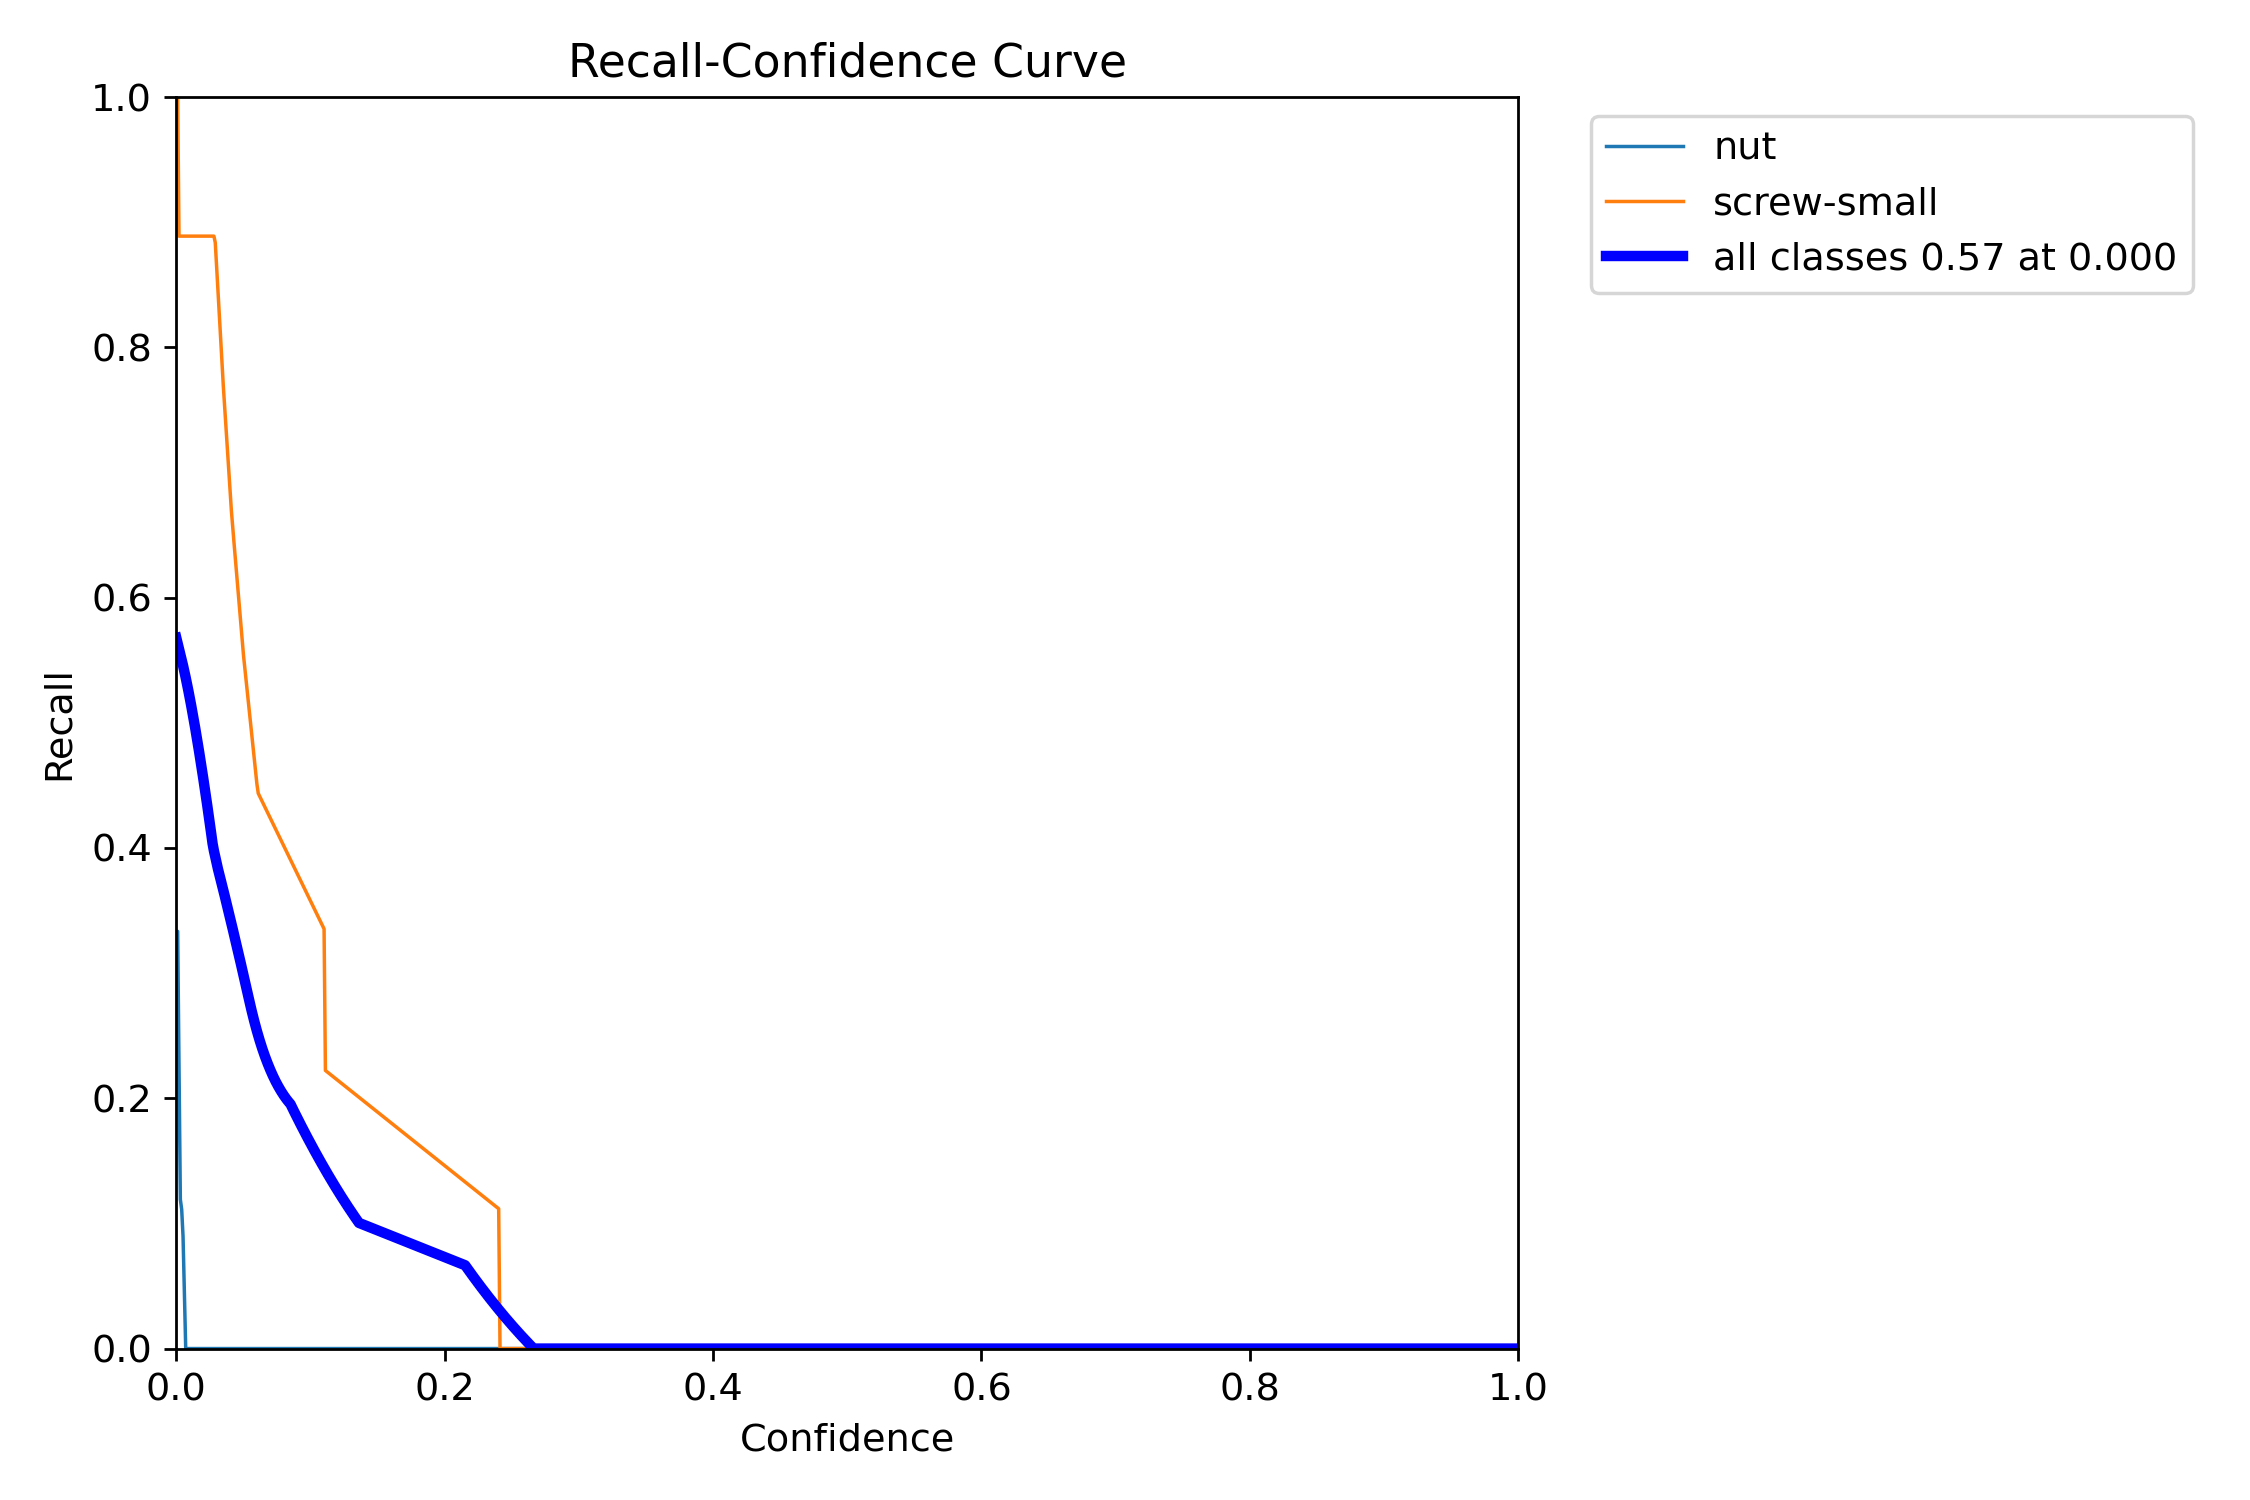 Recall-Confidence Curve
1.0
0.8
0.6
0.4
0.2
0.0
Recall
0.0 0.2 0.4 0.6 0.8 1.0
Confidence
nut
screw-small
all classes 0.57 at 0.000